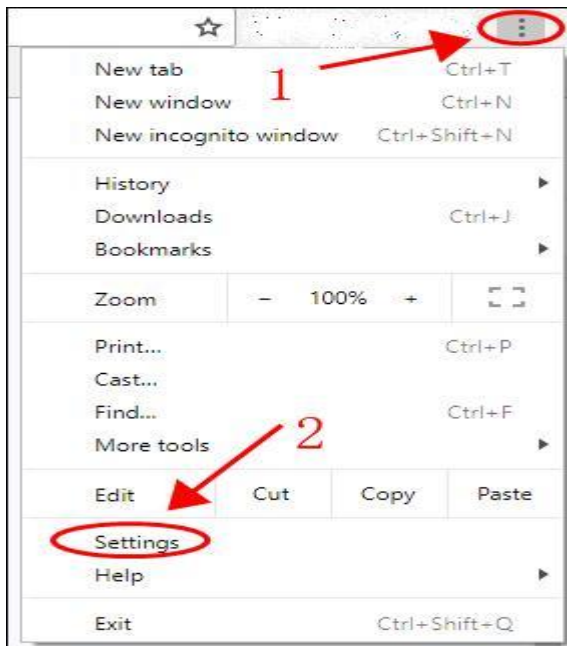 1
New tab Ctrl+T
New window Ctrl+N
New incognito window Ctrl+Shift+N
History
Downloads Ctrl+J
Bookmarks
Zoom - 100% +
Print... Ctrl+P
Cast...
Find... Ctrl+F
2
More tools
Edit Cut Copy Paste
Settings
Help
Exit Ctrl+Shift+Q